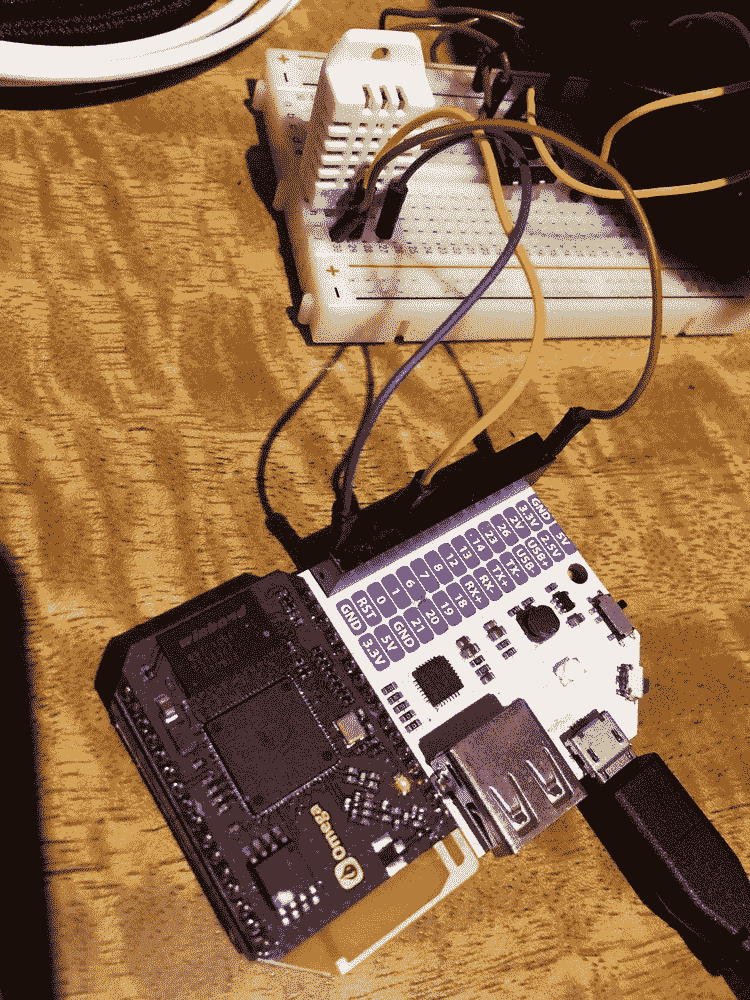 GND RST 0 1 6 7 8 12 13 14 23 26 2V 3.3V GND
3.3V 5V GND 21 20 19 18 RX+ RX- TX+ TX- USB- USB+ 2.5V 5V
winbond
Omega
+
-
+
-